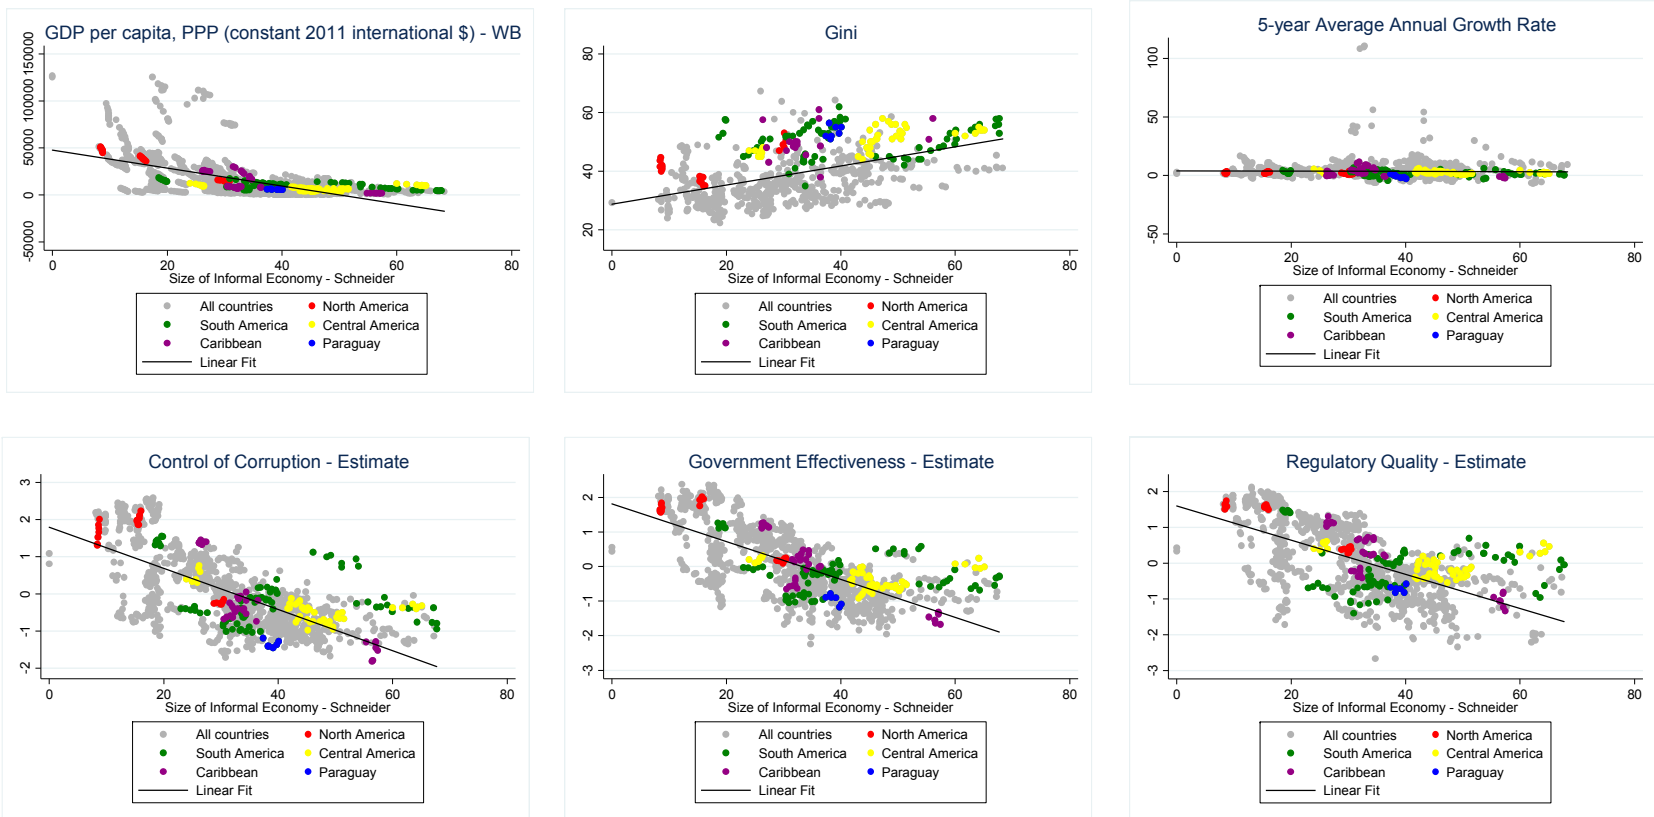 GDP per capita, PPP (constant 2011 international $) - WB
150000
100000
50000
0
-50000
0 20 40 60 80
Size of Informal Economy - Schneider
All countries North America
South America Central America
Caribbean Paraguay
Linear Fit
Gini
80
60
40
20
0 20 40 60 80
Size of Informal Economy - Schneider
All countries North America
South America Central America
Caribbean Paraguay
Linear Fit
5-year Average Annual Growth Rate
100
50
0
-50
0 20 40 60 80
Size of Informal Economy - Schneider
All countries North America
South America Central America
Caribbean Paraguay
Linear Fit
Control of Corruption - Estimate
3
2
1
0
-1
-2
0 20 40 60 80
Size of Informal Economy - Schneider
All countries North America
South America Central America
Caribbean Paraguay
Linear Fit
Government Effectiveness - Estimate
2
1
0
-1
-2
-3
0 20 40 60 80
Size of Informal Economy - Schneider
All countries North America
South America Central America
Caribbean Paraguay
Linear Fit
Regulatory Quality - Estimate
2
1
0
-1
-2
-3
0 20 40 60 80
Size of Informal Economy - Schneider
All countries North America
South America Central America
Caribbean Paraguay
Linear Fit